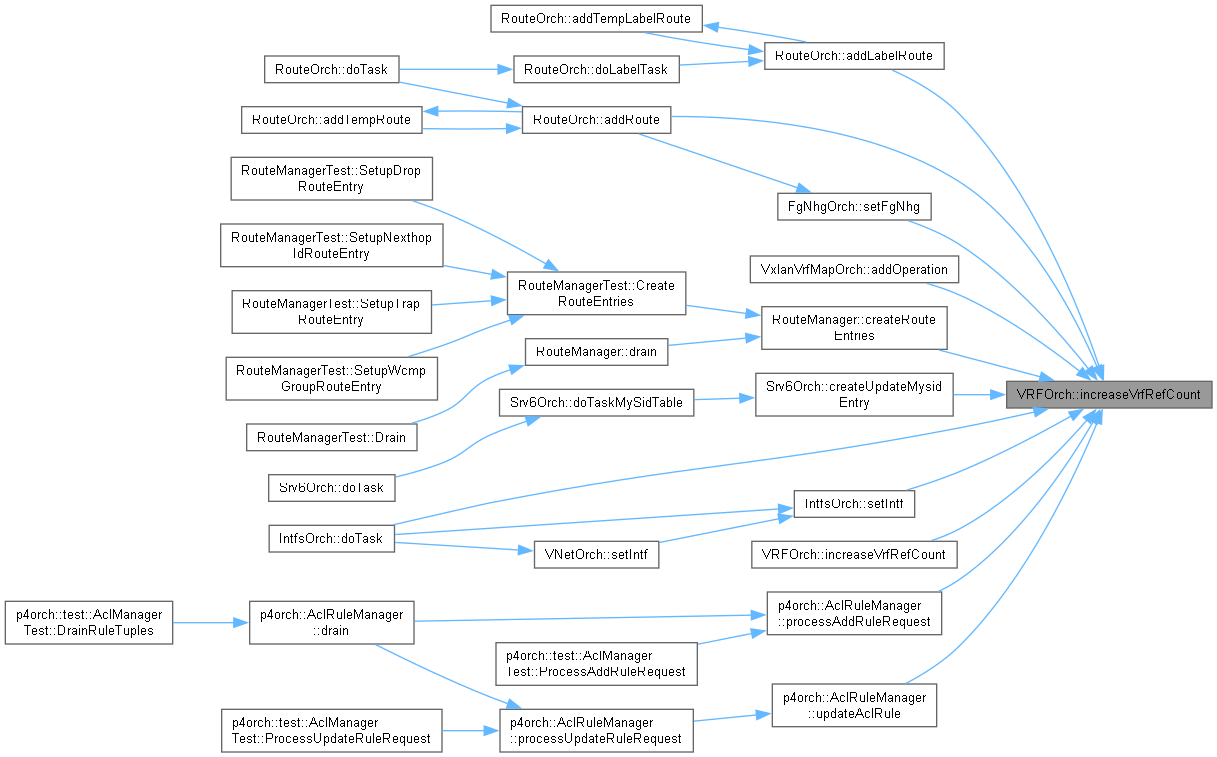 RouteOrch::addTempLabelRoute
RouteOrch::addLabelRoute
RouteOrch::doTask
RouteOrch::doLabelTask
RouteOrch::addTempRoute
RouteOrch::addRoute
RouteManagerTest::SetupDrop
RouteEntry
FgNhgOrch::setFgNhg
RouteManagerTest::SetupNexthop
IdRouteEntry
VxlanVrfMapOrch::addOperation
RouteManagerTest::Create
RouteEntries
RouteManagerTest::SetupTrap
RouteEntry
RouteManager::createRoute
Entries
RouteManager::drain
RouteManagerTest::SetupWcmp
GroupRouteEntry
Srv6Orch::createUpdateMysid
Entry
VRFOrch::increaseVrfRefCount
Srv6Orch::doTaskMySidTable
RouteManagerTest::Drain
Srv6Orch::doTask
IntfsOrch::setIntf
IntfsOrch::doTask
VNetOrch::setIntf
VRFOrch::increaseVrfRefCount
p4orch::test::AclManager
Test::DrainRuleTuples
p4orch::AclRuleManager
::drain
p4orch::AclRuleManager
::processAddRuleRequest
p4orch::test::AclManager
Test::ProcessAddRuleRequest
p4orch::AclRuleManager
::updateAclRule
p4orch::test::AclManager
Test::ProcessUpdateRuleRequest
p4orch::AclRuleManager
::processUpdateRuleRequest